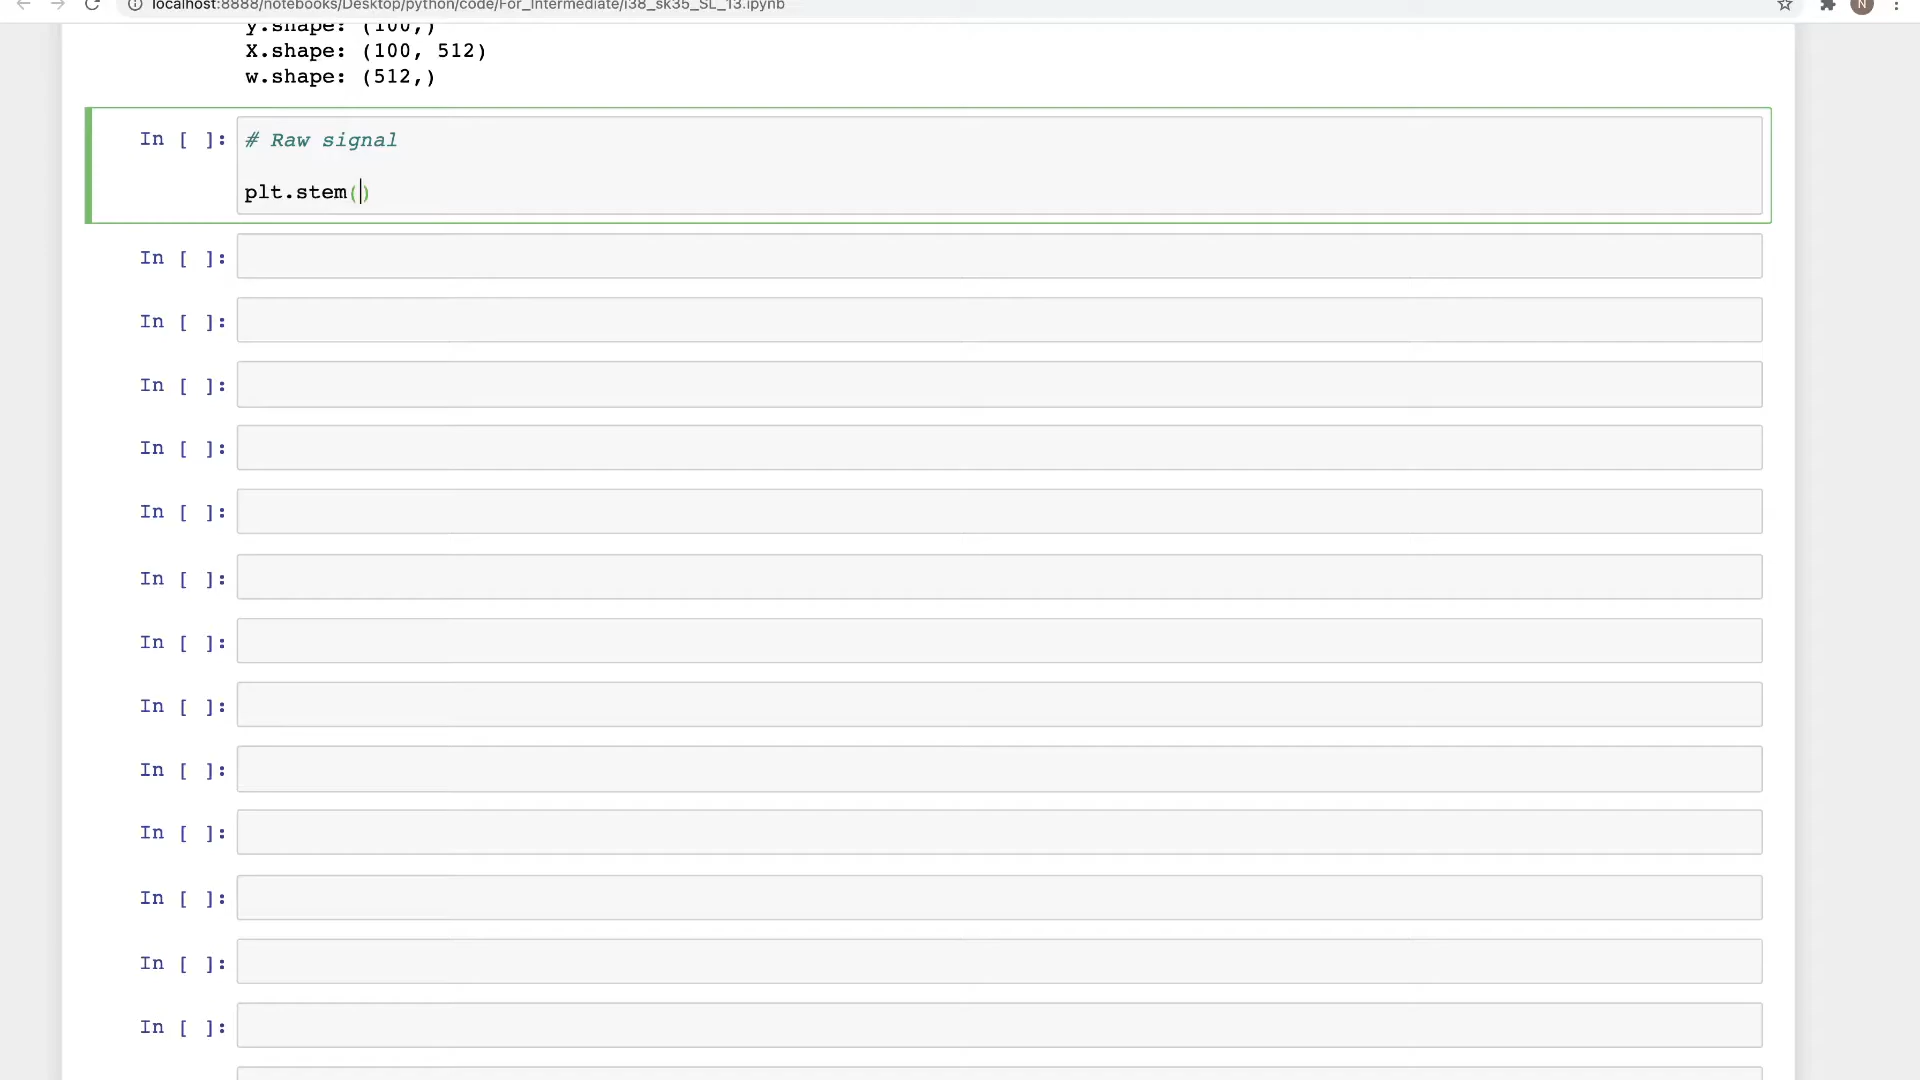 localhost:8888/notebooks/Desktop/python/code/For_Intermediate/i38_sk35_SL_13.ipynb
N
y.shape: (100,)
X.shape: (100, 512)
w.shape: (512,)
In [ ]:
# Raw signal
plt.stem()
In [ ]:
In [ ]:
In [ ]:
In [ ]:
In [ ]:
In [ ]:
In [ ]:
In [ ]:
In [ ]:
In [ ]:
In [ ]:
In [ ]:
In [ ]: